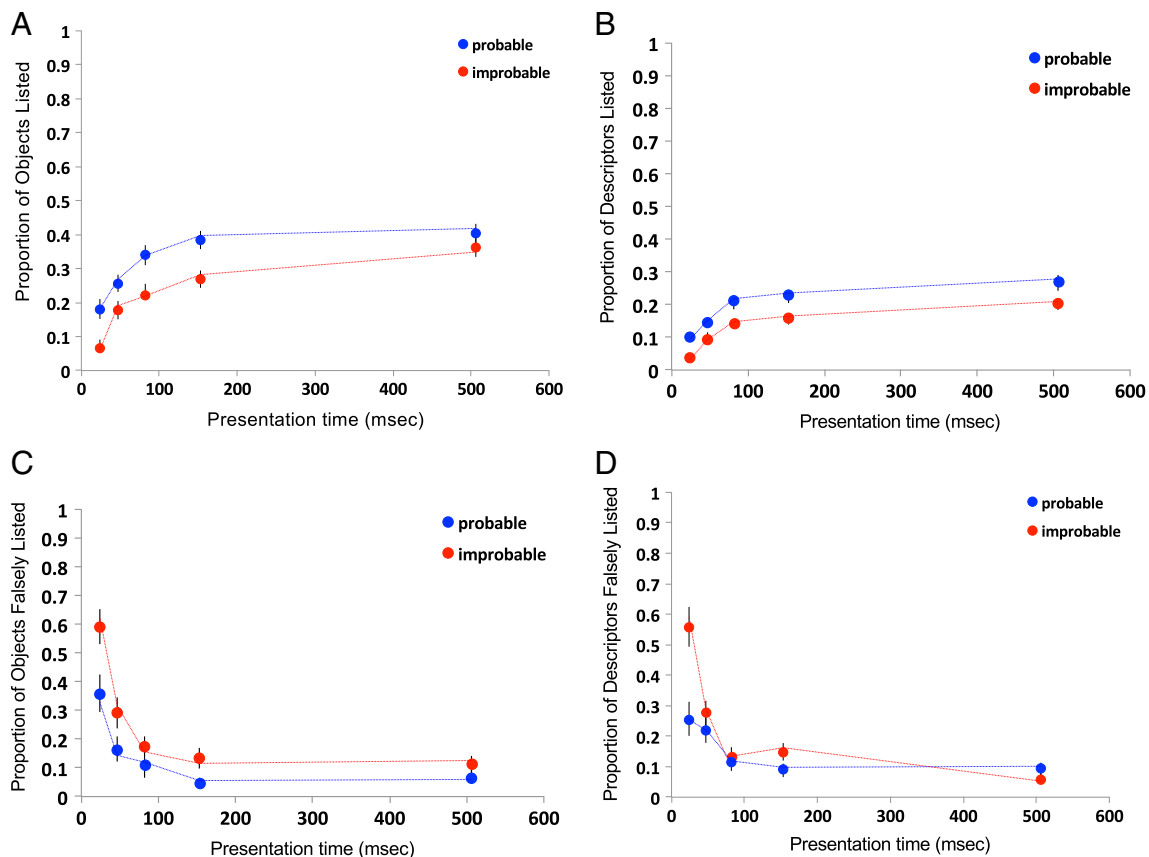 A
Proportion of Objects Listed
1
0.9
0.8
0.7
0.6
0.5
0.4
0.3
0.2
0.1
0
probable
improbable
0 100 200 300 400 500 600
Presentation time (msec)
B
Proportion of Descriptors Listed
1
0.9
0.8
0.7
0.6
0.5
0.4
0.3
0.2
0.1
0
probable
improbable
0 100 200 300 400 500 600
Presentation time (msec)
C
Proportion of Objects Falsely Listed
1
0.9
0.8
0.7
0.6
0.5
0.4
0.3
0.2
0.1
0
probable
improbable
0 100 200 300 400 500 600
Presentation time (msec)
D
Proportion of Descriptors Falsely Listed
1
0.9
0.8
0.7
0.6
0.5
0.4
0.3
0.2
0.1
0
probable
improbable
0 100 200 300 400 500 600
Presentation time (msec)